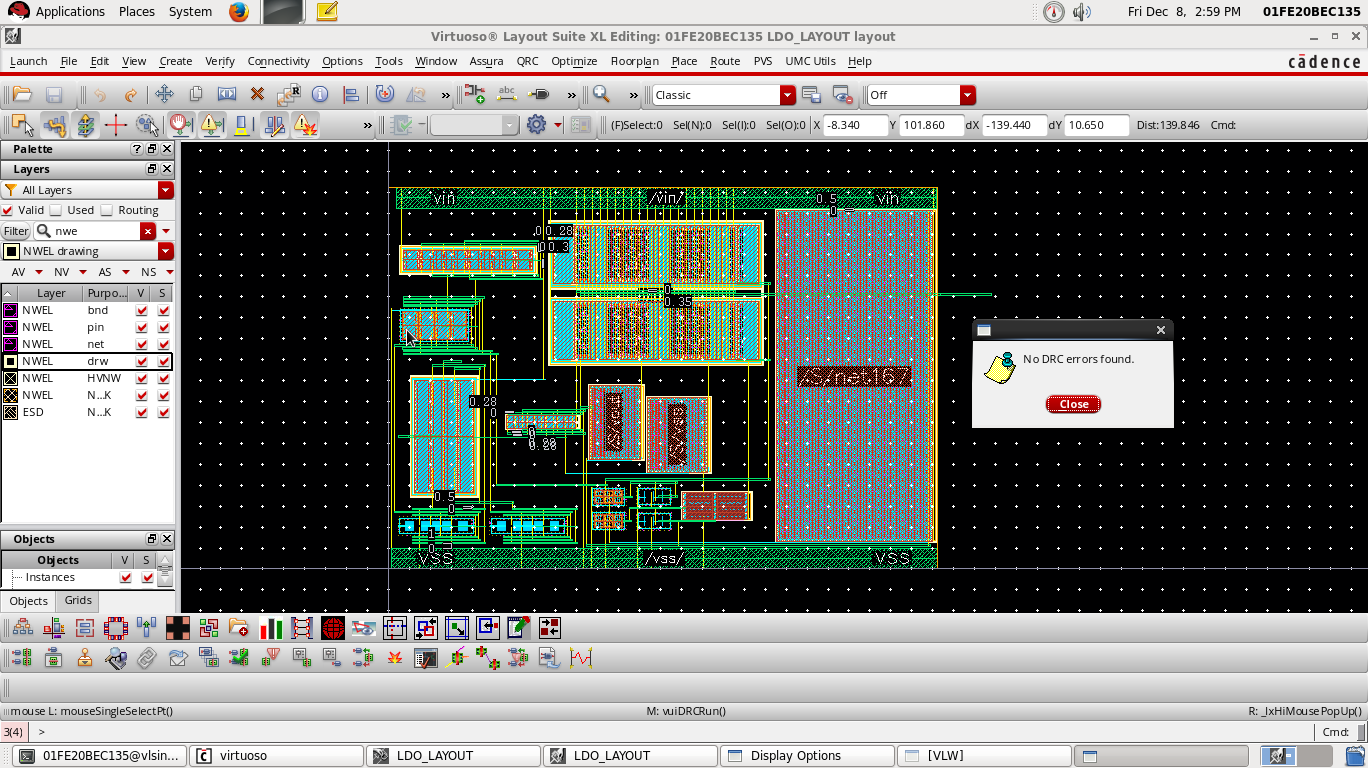 Applications Places System
Fri Dec 8, 2:59 PM 01FE20BEC135
Virtuoso® Layout Suite XL Editing: 01FE20BEC135 LDO_LAYOUT layout
Launch File Edit View Create Verify Connectivity Options Tools Window Assura QRC Optimize Floorplan Place Route PVS UMC Utils Help
cādence
» abc » » Classic Off
» (F)Select:0 Sel(N):0 Sel(I):0 Sel(O):0 X -8.340 Y 101.860 dX -139.440 dY 10.650 Dist:139.846 Cmd:
Palette ?
Layers
All Layers
Valid Used Routing
Filter nwe
NWEL drawing
AV NV AS NS
Layer Purpo... V S
NWEL bnd
NWEL pin
NWEL net
NWEL drw
NWEL HVNW
NWEL N...K
ESD N...K
Objects
Objects V S
Instances
Objects Grids
vin /vin/ 0.5 vin
0
0.28
0.3
0
0.35
/S/net167
0.28
0
0.28
0.5
0
1
0
VSS /vss/ VSS
No DRC errors found.
Close
mouse L: mouseSingleSelectPt() M: vuiDRCRun() R: _lxHiMousePopUp()
3(4) > Cmd:
01FE20BEC135@vlsin... virtuoso LDO_LAYOUT LDO_LAYOUT Display Options [VLW]